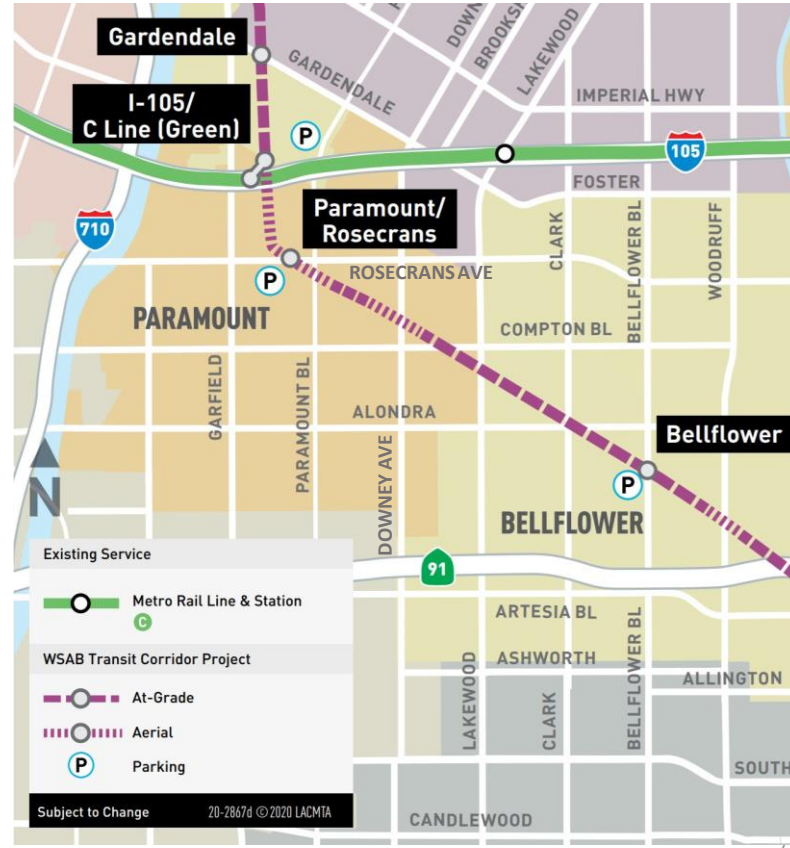 Gardendale
GARDENDALE
DOWN
BROOKSH
LAKEWOOD
I-105/
C Line (Green)
P
IMPERIAL HWY
105
FOSTER
710
Paramount/
Rosecrans
ROSECRANS AVE
P
CLARK
BELLFLOWER BL
WOODRUFF
PARAMOUNT
COMPTON BL
GARFIELD
PARAMOUNT BL
ALONDRA
DOWNEY AVE
Bellflower
P
N
BELLFLOWER
91
ARTESIA BL
ASHWORTH
ALLINGTON
LAKEWOOD
CLARK
BELLFLOWER BL
SOUTH
CANDLEWOOD
Existing Service
Metro Rail Line & Station
C
WSAB Transit Corridor Project
At-Grade
Aerial
P Parking
Subject to Change 20-2867d © 2020 LACMTA